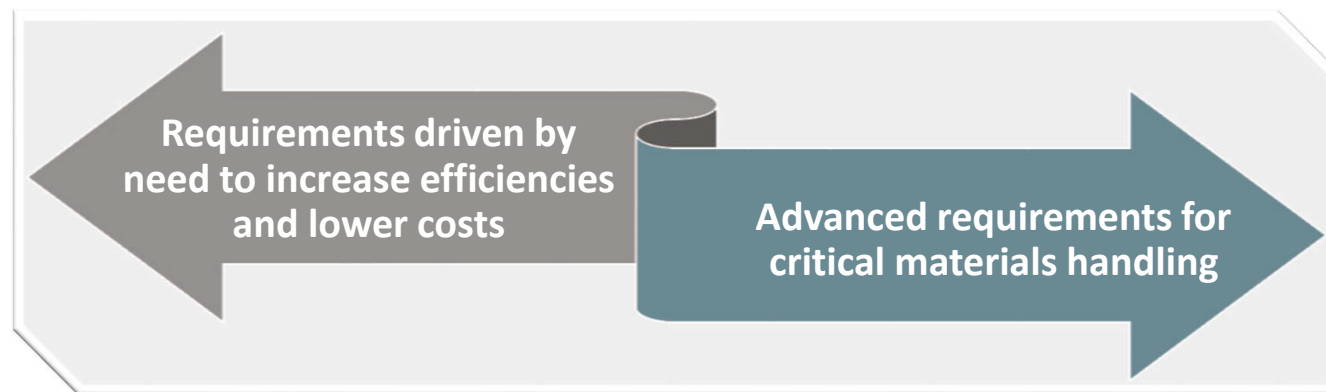 Requirements driven by
need to increase efficiencies
and lower costs
Advanced requirements for
critical materials handling